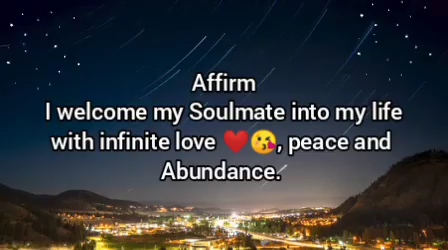 Affirm
I welcome my Soulmate into my life
with infinite love ❤️😘, peace and
Abundance.